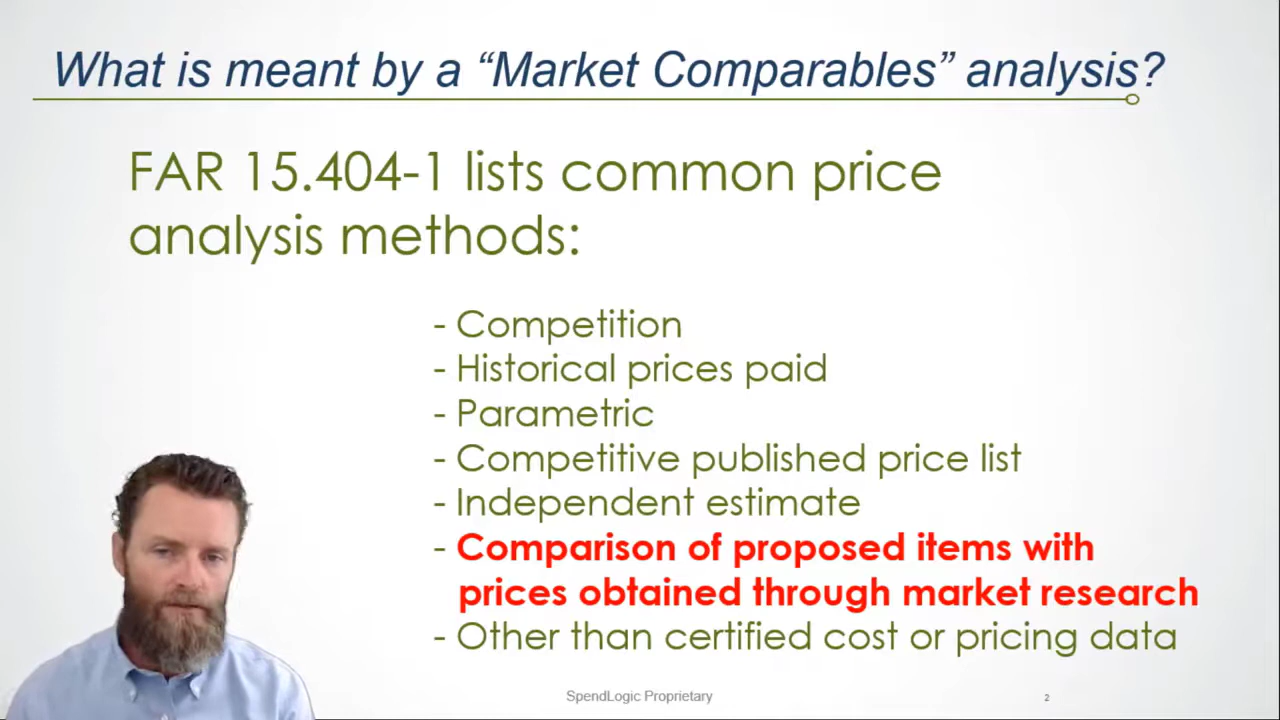 What is meant by a “Market Comparables” analysis?
FAR 15.404-1 lists common price
analysis methods:
- Competition
- Historical prices paid
- Parametric
- Competitive published price list
- Independent estimate
- Comparison of proposed items with
prices obtained through market research
- Other than certified cost or pricing data
SpendLogic Proprietary
2